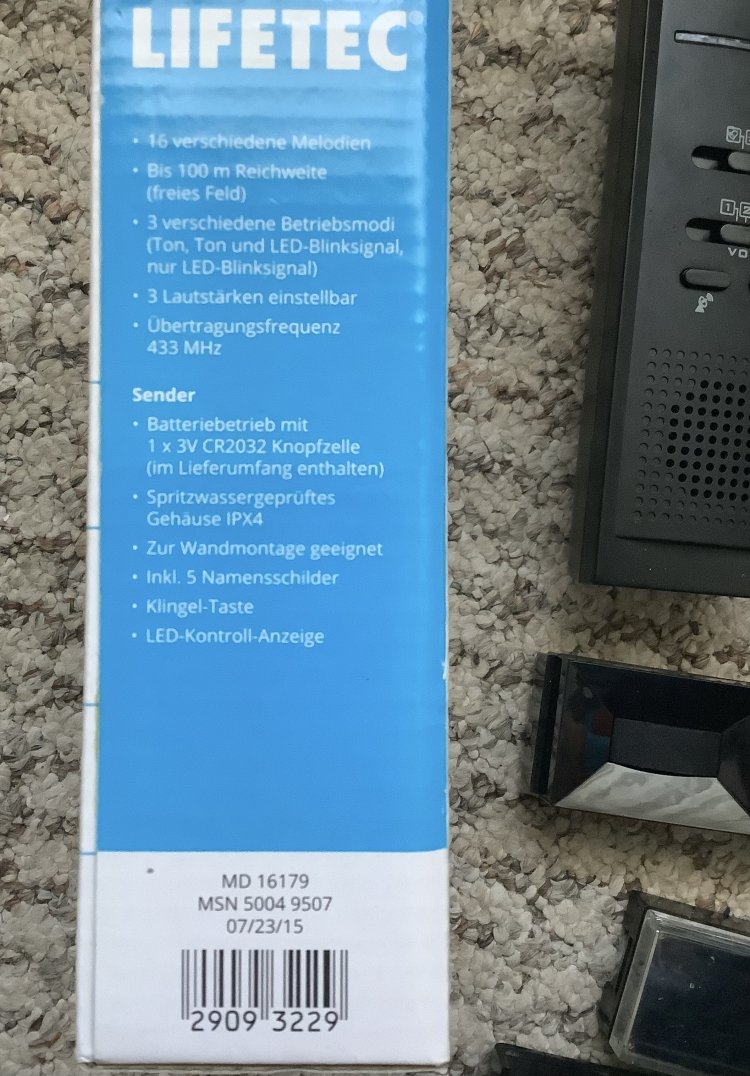 LIFETEC®
• 16 verschiedene Melodien
• Bis 100 m Reichweite
(freies Feld)
• 3 verschiedene Betriebsmodi
(Ton, Ton und LED-Blinksignal,
nur LED-Blinksignal)
• 3 Lautstärken einstellbar
• Übertragungsfrequenz
433 MHz
Sender
• Batteriebetrieb mit
1 x 3V CR2032 Knopfzelle
(im Lieferumfang enthalten)
• Spritzwassergeprüftes
Gehäuse IPX4
• Zur Wandmontage geeignet
• Inkl. 5 Namensschilder
• Klingel-Taste
• LED-Kontroll-Anzeige
MD 16179
MSN 5004 9507
07/23/15
2909 3229
1 2
VO